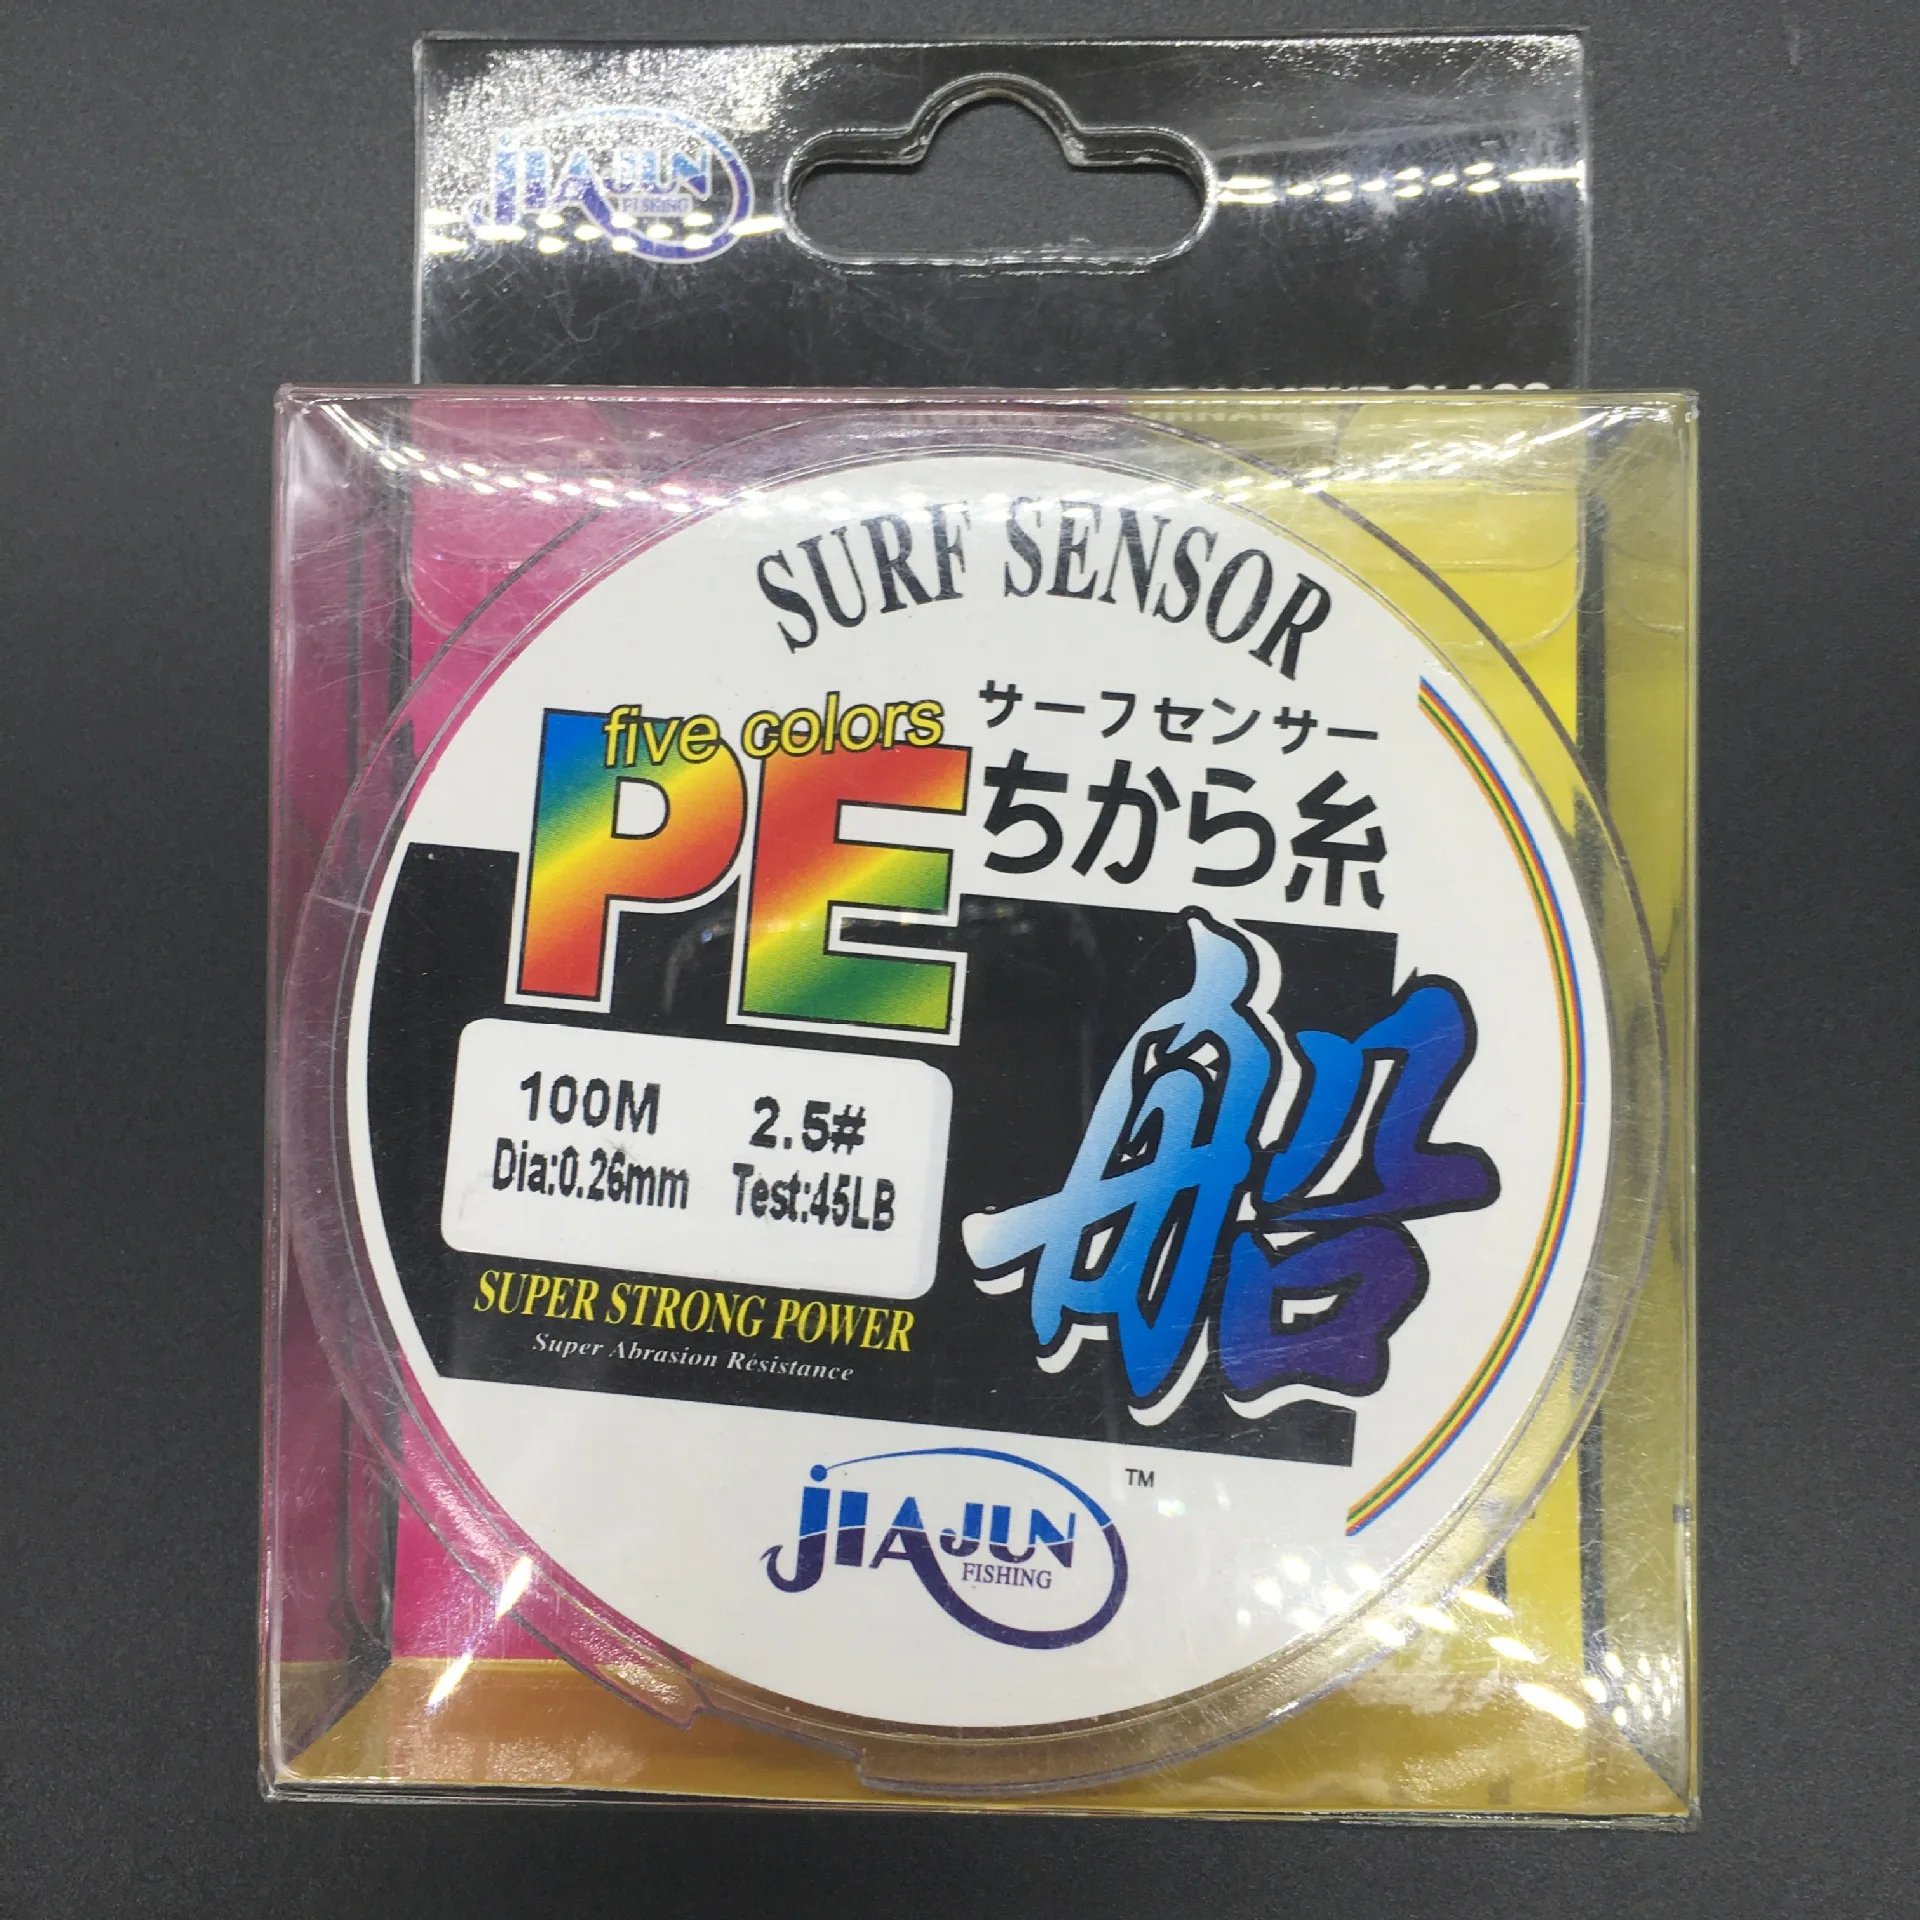 JIAJUN
FISHING
SURF SENSOR
five colors
PE
サーフセンサー
ちから糸
船
100M 2.5#
Dia:0.26mm Test:45LB
SUPER STRONG POWER
Super Abrasion Résistance
JIAJUN
FISHING
TM